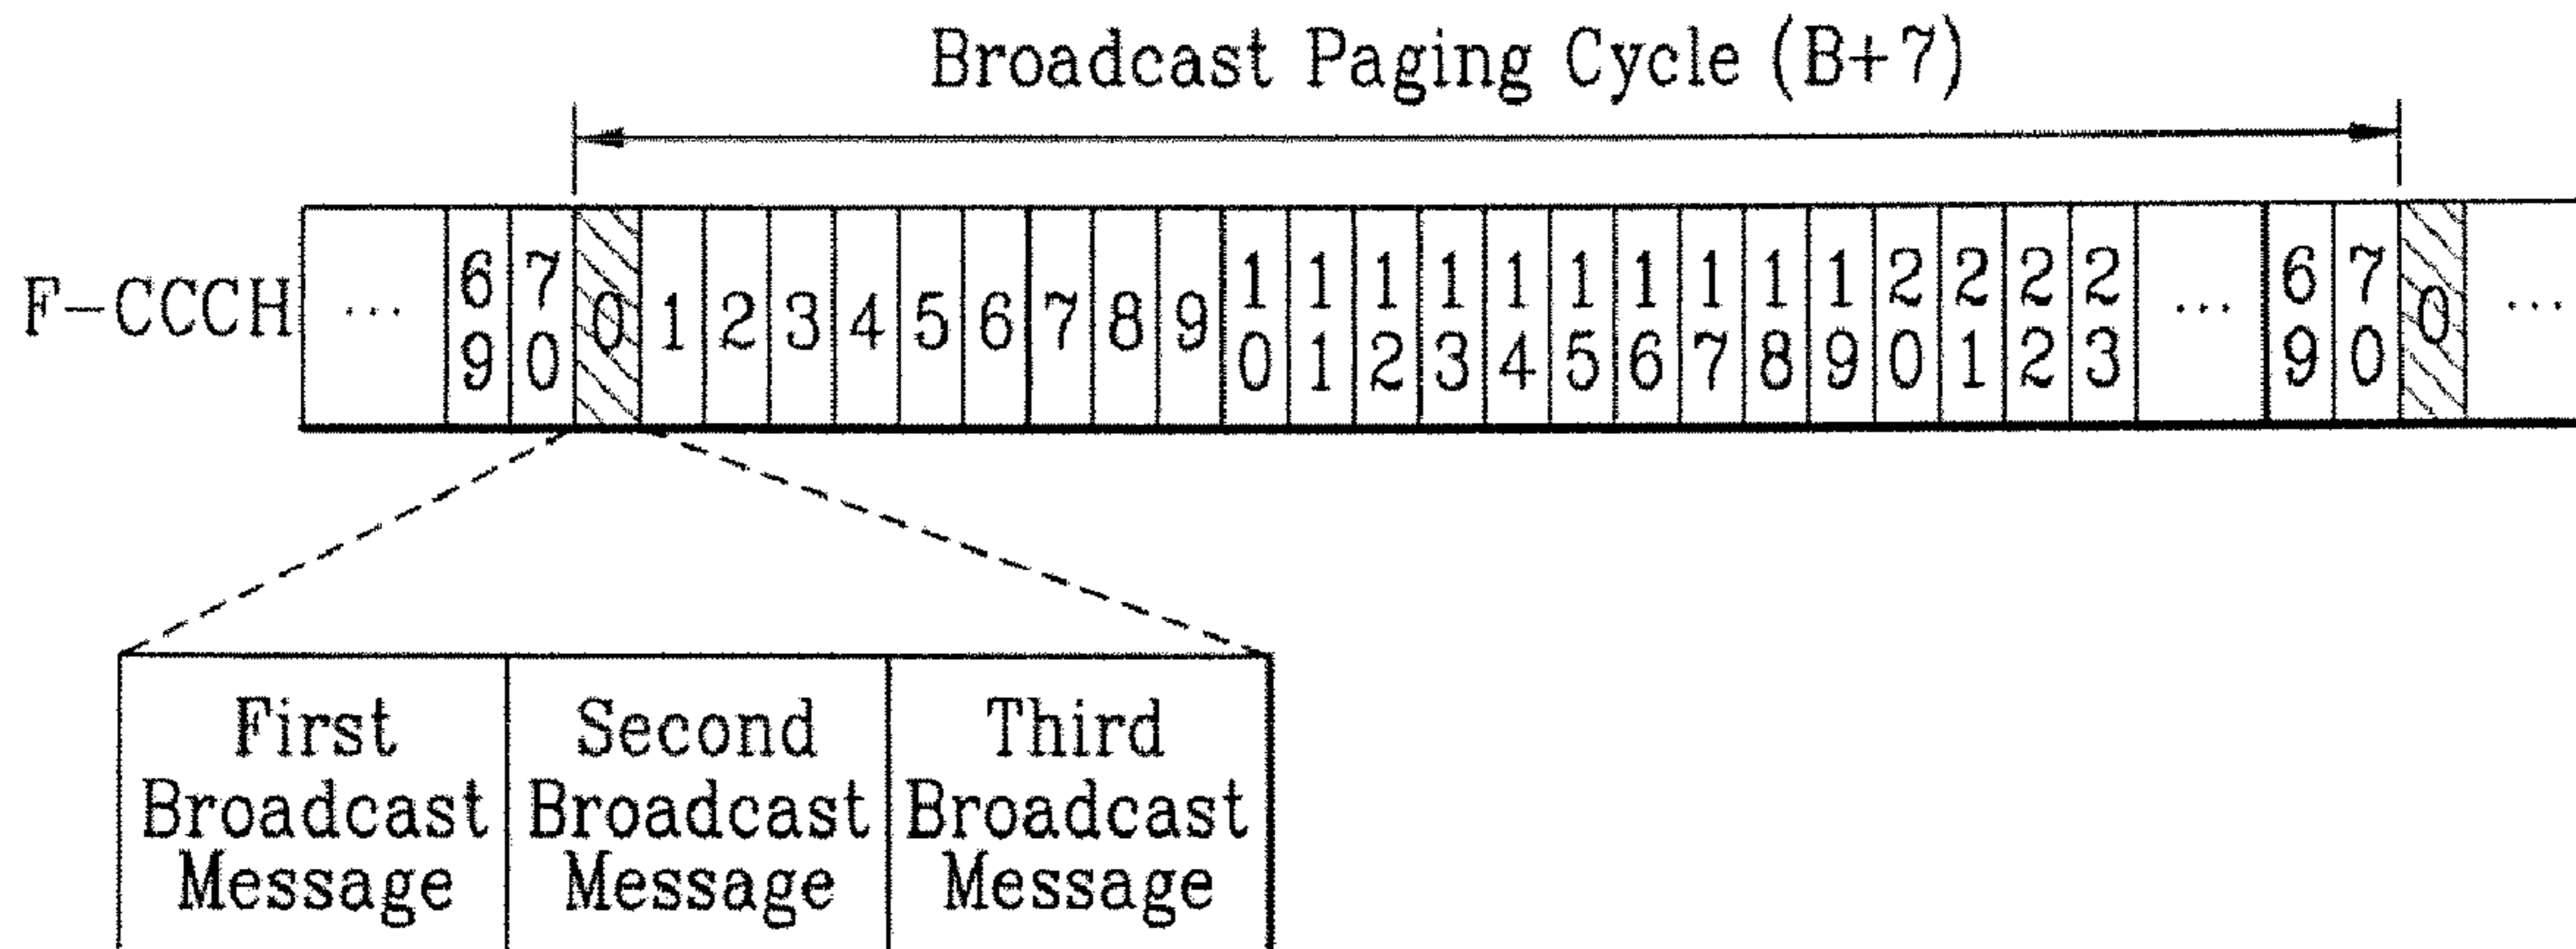 Broadcast Paging Cycle (B+7)
F-CCCH ... 69 70 0 1 2 3 4 5 6 7 8 9 10 11 12 13 14 15 16 17 18 19 20 21 22 23 ... 69 70 0 ...
First Broadcast Message
Second Broadcast Message
Third Broadcast Message